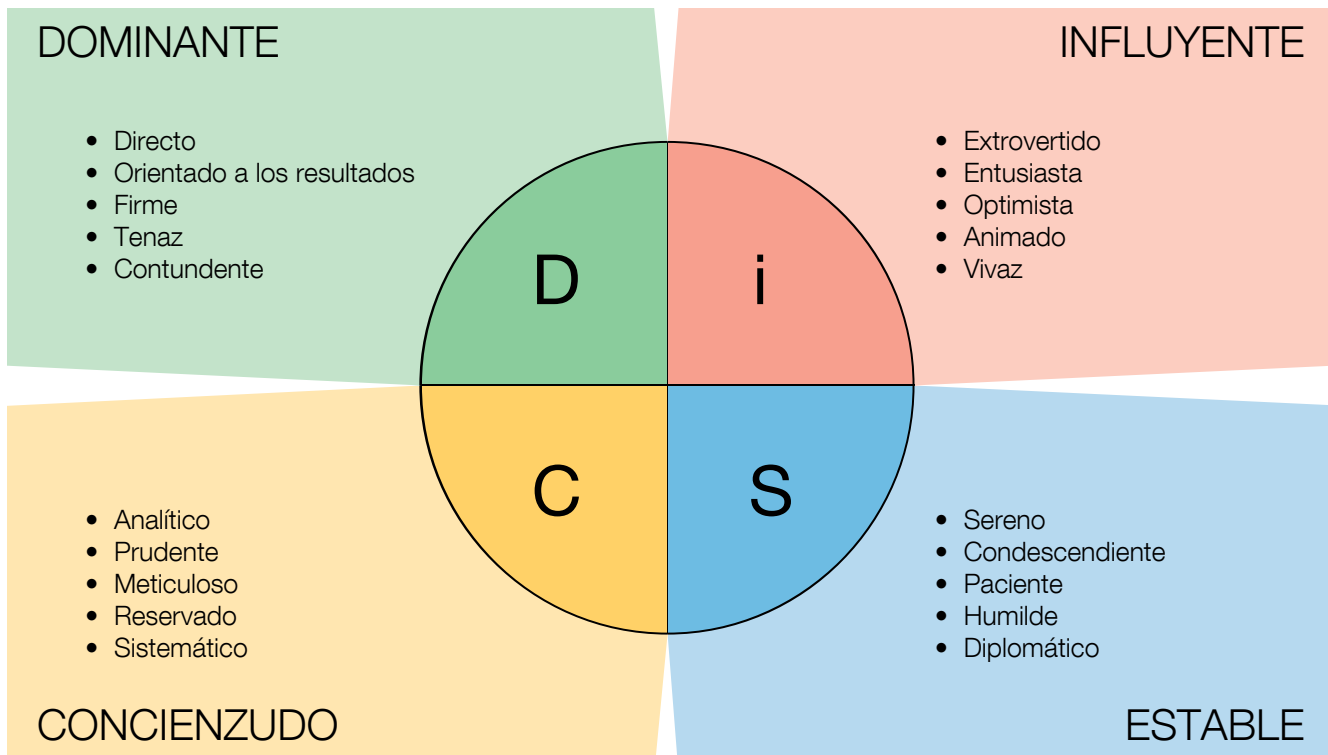 DOMINANTE
• Directo
• Orientado a los resultados
• Firme
• Tenaz
• Contundente
INFLUYENTE
• Extrovertido
• Entusiasta
• Optimista
• Animado
• Vivaz
D
i
C
S
• Analítico
• Prudente
• Meticuloso
• Reservado
• Sistemático
CONCIENZUDO
• Sereno
• Condescendiente
• Paciente
• Humilde
• Diplomático
ESTABLE